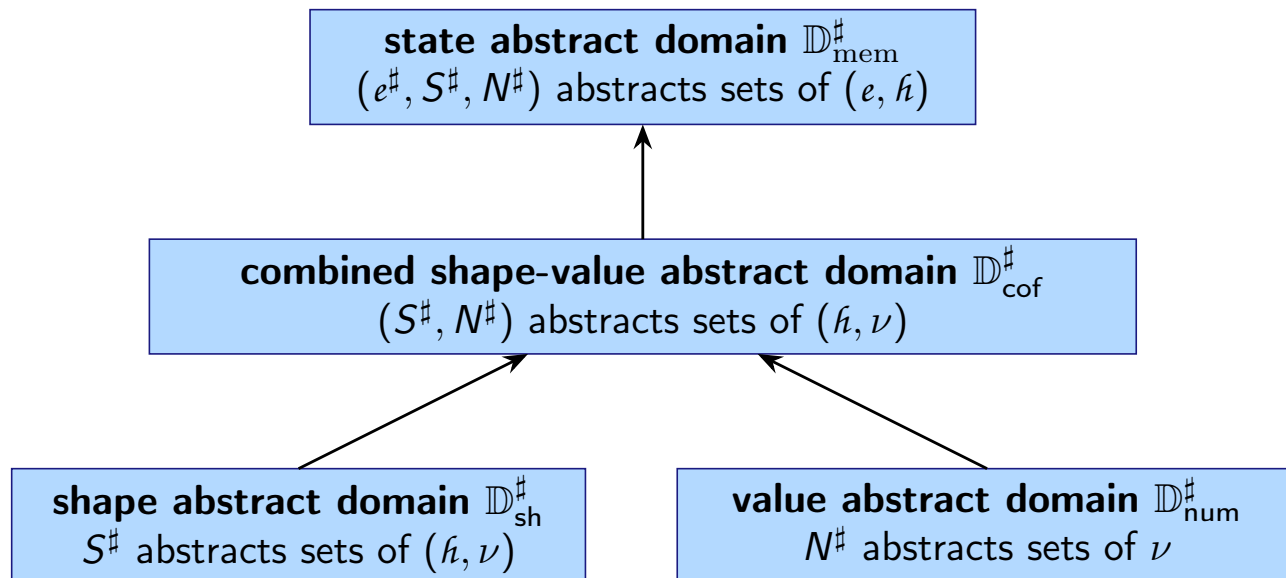 state abstract domain 𝔻♯mem
(e♯, S♯, N♯) abstracts sets of (e, h)
combined shape-value abstract domain 𝔻♯cof
(S♯, N♯) abstracts sets of (h, ν)
shape abstract domain 𝔻♯sh
S♯ abstracts sets of (h, ν)
value abstract domain 𝔻♯num
N♯ abstracts sets of ν